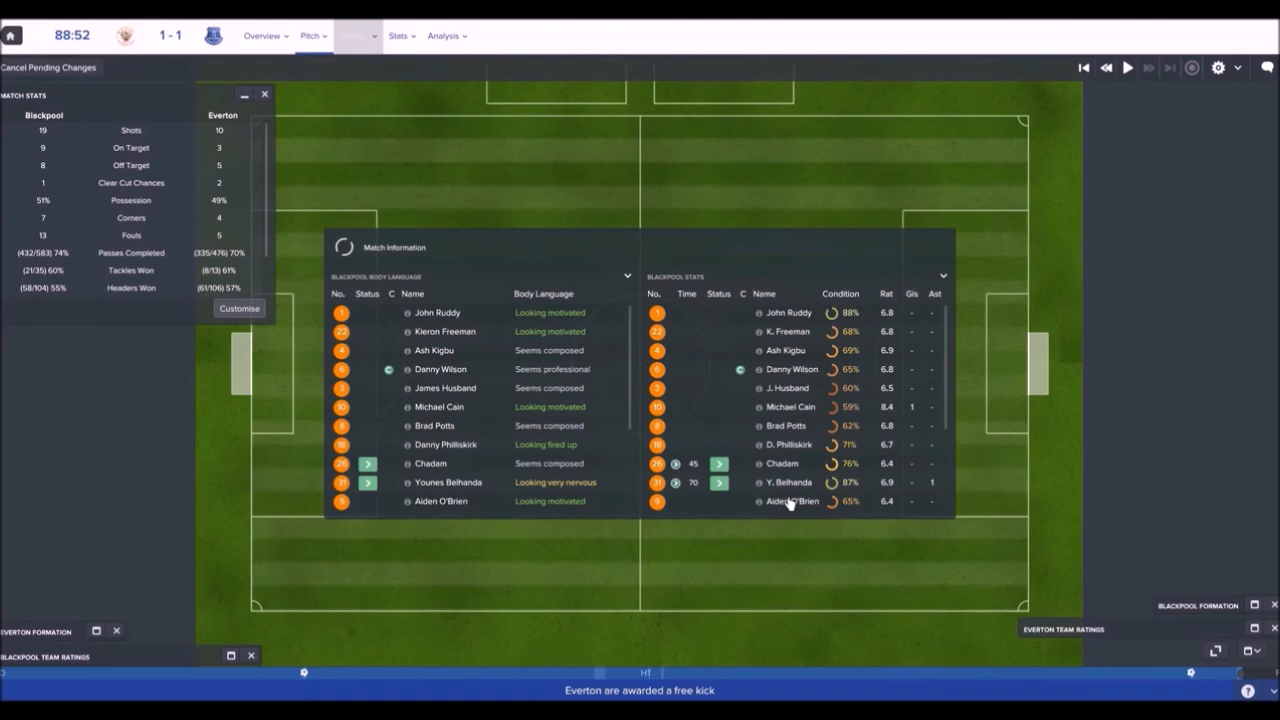 88:52 1 - 1 Overview Pitch Stats Analysis
Cancel Pending Changes
MATCH STATS
Blackpool Everton
19 Shots 10
9 On Target 3
8 Off Target 5
1 Clear Cut Chances 2
51% Possession 49%
7 Corners 4
13 Fouls 5
(432/583) 74% Passes Completed (335/476) 70%
(21/35) 60% Tackles Won (8/13) 61%
(58/104) 55% Headers Won (61/106) 57%
Customise
Match Information
BLACKPOOL BODY LANGUAGE
No. Status C Name Body Language
1 John Ruddy Looking motivated
22 Kieron Freeman Looking motivated
4 Ash Kigbu Seems composed
6 C Danny Wilson Seems professional
3 James Husband Seems composed
10 Michael Cain Looking motivated
8 Brad Potts Seems composed
18 Danny Philliskirk Looking fired up
26 Chadam Seems composed
31 Younes Belhanda Looking very nervous
9 Aiden O'Brien Looking motivated
BLACKPOOL STATS
No. Time Status C Name Condition Rat Gls Ast
1 John Ruddy 88% 6.8 - -
22 K. Freeman 68% 6.8 - -
4 Ash Kigbu 69% 6.9 - -
6 C Danny Wilson 65% 6.8 - -
3 J. Husband 60% 6.5 - -
10 Michael Cain 59% 8.4 1 -
8 Brad Potts 62% 6.8 - -
18 D. Philliskirk 71% 6.7 - -
26 45 Chadam 76% 6.4 - -
31 70 Y. Belhanda 87% 6.9 - 1
9 Aiden O'Brien 65% 6.4 - -
BLACKPOOL FORMATION
EVERTON FORMATION
EVERTON TEAM RATINGS
BLACKPOOL TEAM RATINGS
HT
Everton are awarded a free kick